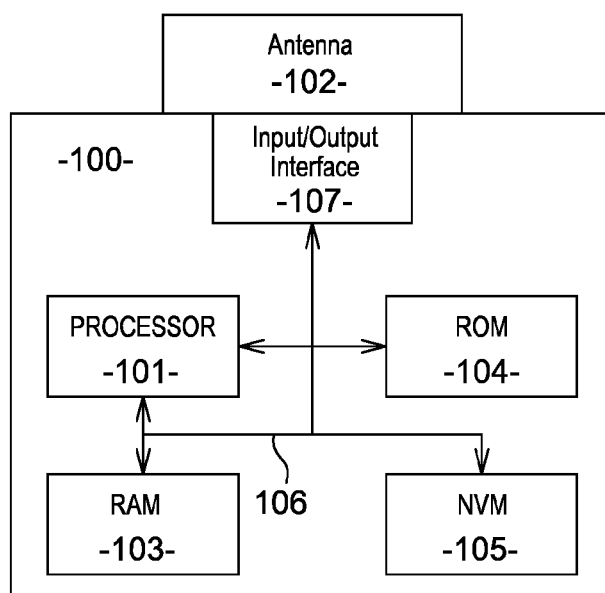 Antenna
-102-
-100-
Input/Output
Interface
-107-
PROCESSOR
-101-
ROM
-104-
106
RAM
-103-
NVM
-105-